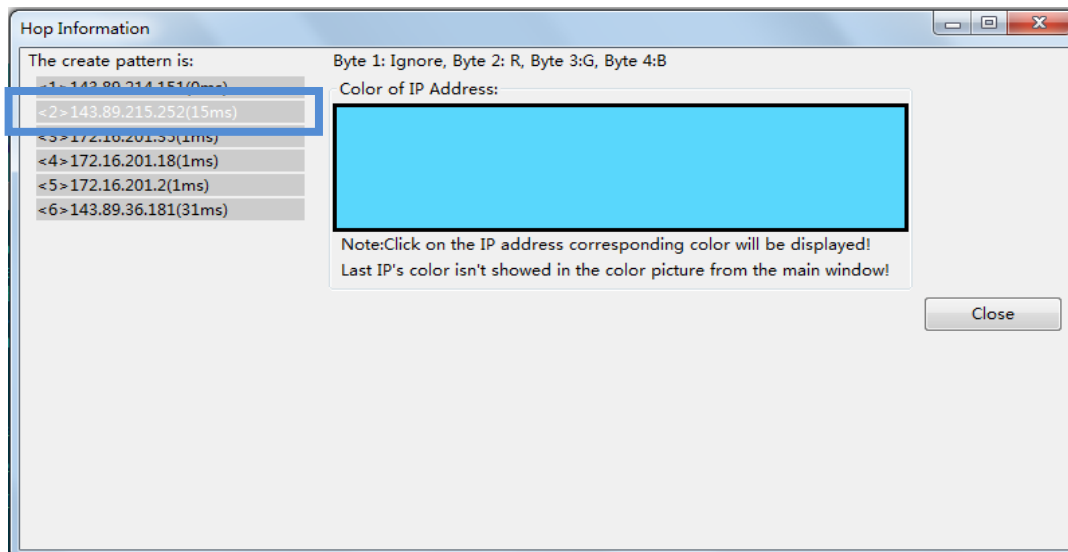 Hop Information
The create pattern is:
<1>143.89.214.151(0ms)
<2>143.89.215.252(15ms)
<3>172.16.201.35(1ms)
<4>172.16.201.18(1ms)
<5>172.16.201.2(1ms)
<6>143.89.36.181(31ms)
Byte 1: Ignore, Byte 2: R, Byte 3:G, Byte 4:B
Color of IP Address:
Note:Click on the IP address corresponding color will be displayed!
Last IP's color isn't showed in the color picture from the main window!
Close